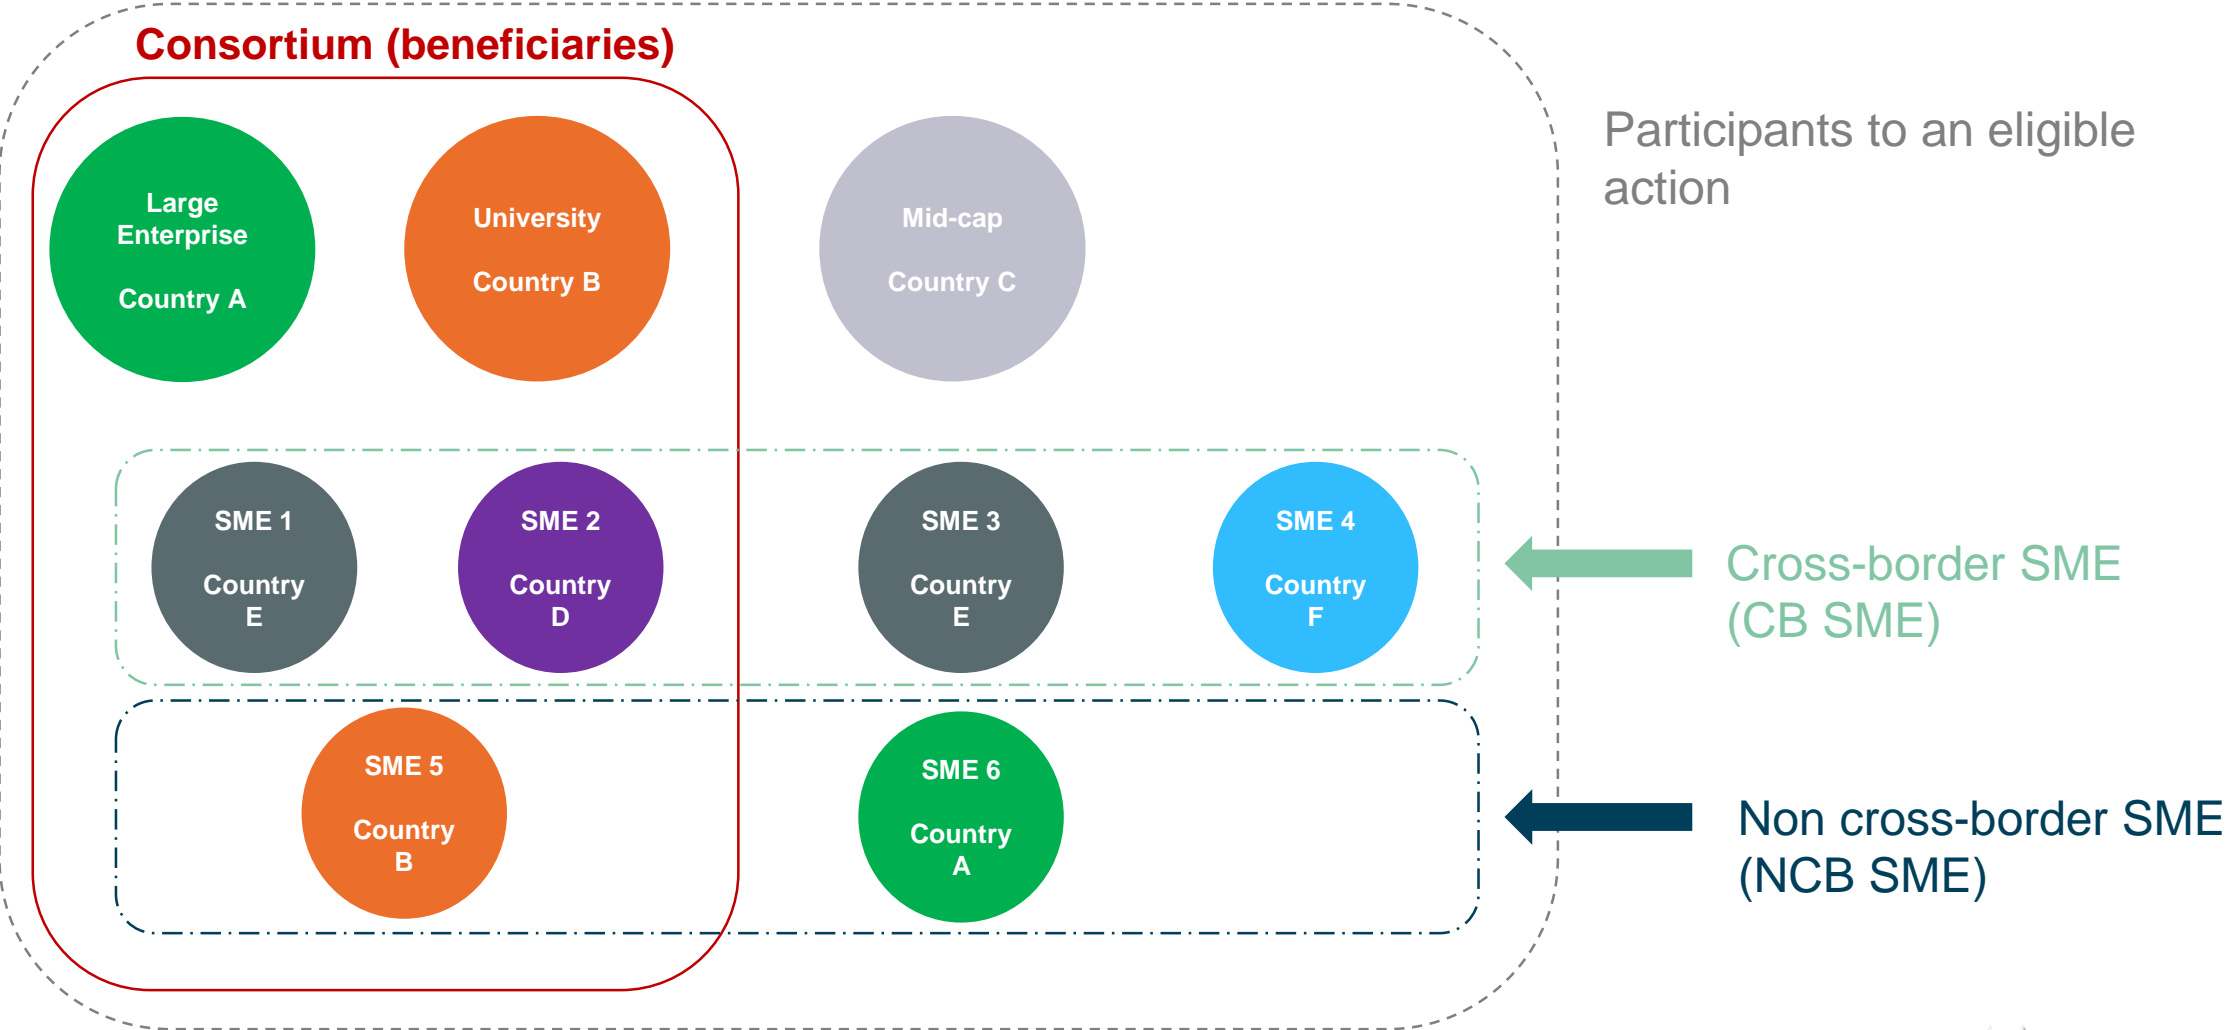 Consortium (beneficiaries)
Participants to an eligible
action
Large
Enterprise
Country A
University
Country B
Mid-cap
Country C
SME 1
Country
E
SME 2
Country
D
SME 3
Country
E
SME 4
Country
F
Cross-border SME
(CB SME)
SME 5
Country
B
SME 6
Country
A
Non cross-border SME
(NCB SME)